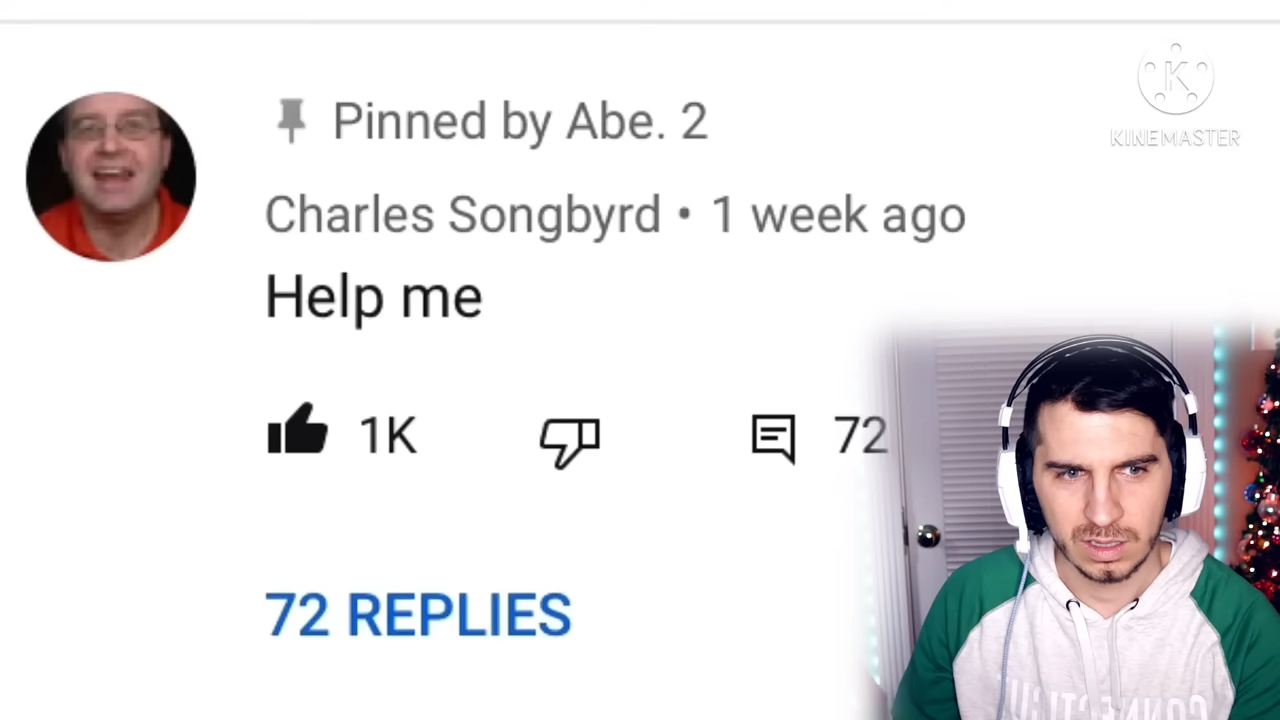 Pinned by Abe. 2
K
KINEMASTER
Charles Songbyrd • 1 week ago
Help me
1K
72
72 REPLIES